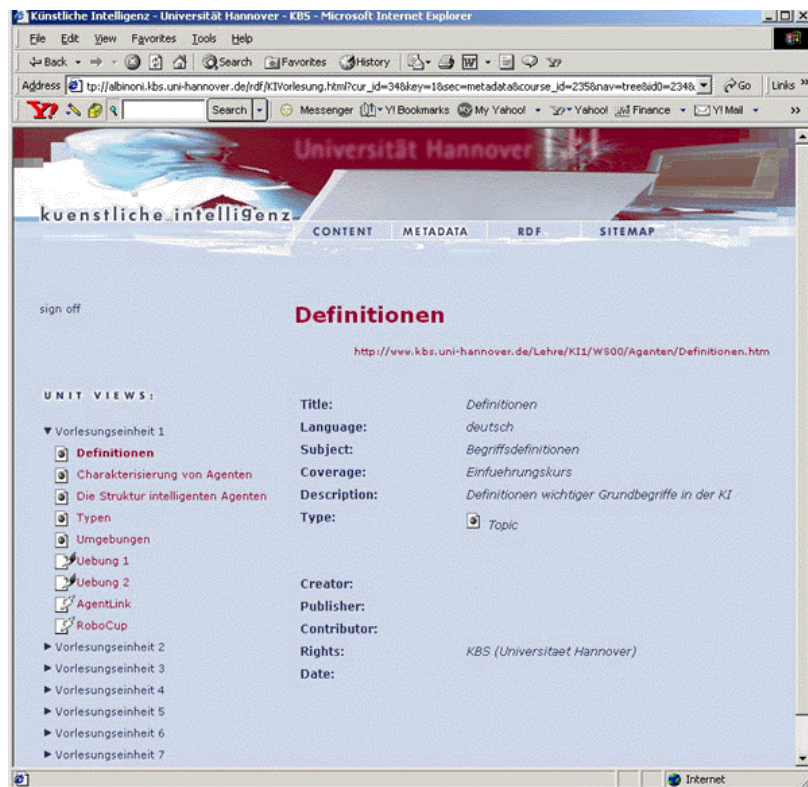 Künstliche Intelligenz - Universität Hannover - KBS - Microsoft Internet Explorer
File Edit View Favorites Tools Help
Back Search Favorites History
Address tp://albinoni.kbs.uni-hannover.de/rdf/KIVorlesung.html?cur_id=34&key=1&sec=metadata&course_id=235&nav=tree&id0=234& Go Links »
Y! Search Messenger Y! Bookmarks My Yahoo! Yahoo! Finance Y! Mail »
Universität Hannover
kuenstliche intelligenz
CONTENT METADATA RDF SITEMAP
sign off
Definitionen
http://www.kbs.uni-hannover.de/Lehre/KI1/WS00/Agenten/Definitionen.htm
UNIT VIEWS:
Vorlesungseinheit 1
Definitionen
Charakterisierung von Agenten
Die Struktur intelligenten Agenten
Typen
Umgebungen
Uebung 1
Uebung 2
AgentLink
RoboCup
Vorlesungseinheit 2
Vorlesungseinheit 3
Vorlesungseinheit 4
Vorlesungseinheit 5
Vorlesungseinheit 6
Vorlesungseinheit 7
Title: Definitionen
Language: deutsch
Subject: Begriffsdefinitionen
Coverage: Einfuehrungskurs
Description: Definitionen wichtiger Grundbegriffe in der KI
Type: Topic
Creator:
Publisher:
Contributor:
Rights: KBS (Universitaet Hannover)
Date:
Internet